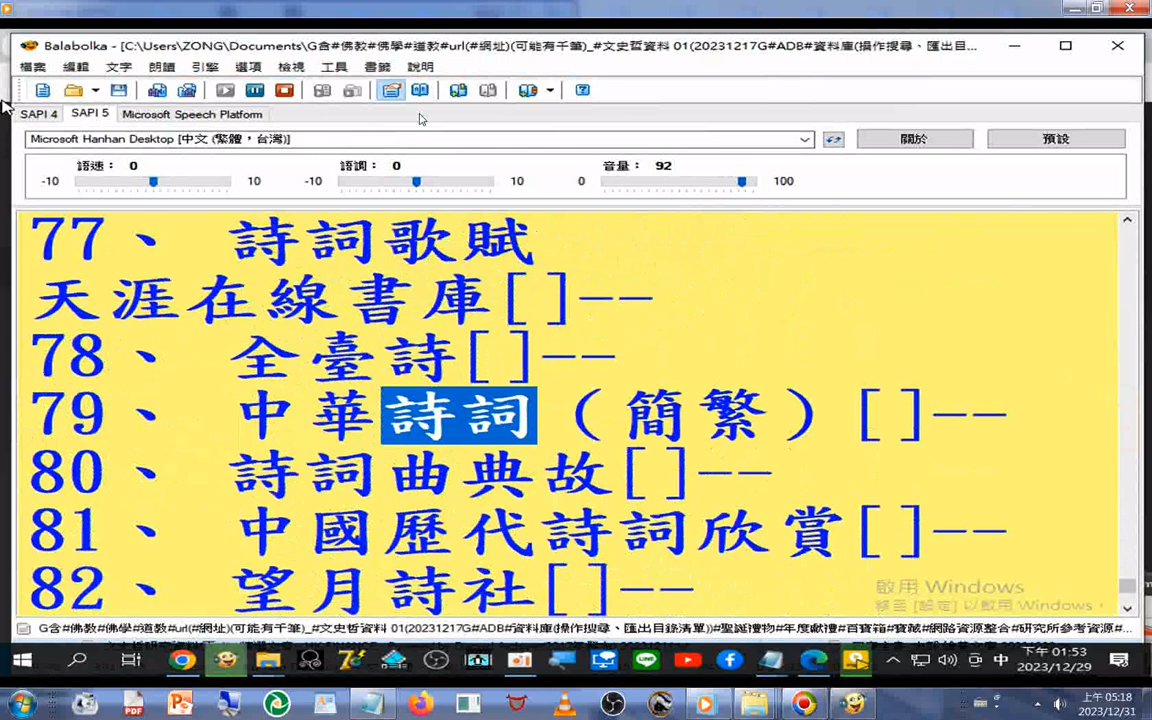 Balabolka - [C:\Users\ZONG\Documents\G含#佛教#佛學#道教#url(#網址)(可能有千筆)_#文史哲資料 01(20231217G#ADB#資料庫(操作搜尋、匯出目...
檔案 編輯 文字 朗讀 引擎 選項 檢視 工具 書籤 說明
SAPI 4 SAPI 5 Microsoft Speech Platform
Microsoft Hanhan Desktop [中文 (繁體，台灣)] 關於 預設
語速： 0 語調： 0 音量： 92
-10 10 -10 10 0 100
77、 詩詞歌賦
天涯在線書庫[]--
78、 全臺詩[]--
79、 中華詩詞（簡繁）[]--
80、 詩詞曲典故[]--
81、 中國歷代詩詞欣賞[]--
82、 望月詩社[]--
啟用 Windows
移至 [設定] 以啟用 Windows。
G含#佛教#佛學#道教#url(#網址)(可能有千筆)_#文史哲資料 01(20231217G#ADB#資料庫(操作搜尋、匯出目錄清單))#聖誕禮物#年度獻禮#百寶箱#寶藏#網路資源整合#研究所參考資源#...
中 下午 01:53
2023/12/29
上午 05:18
2023/12/31